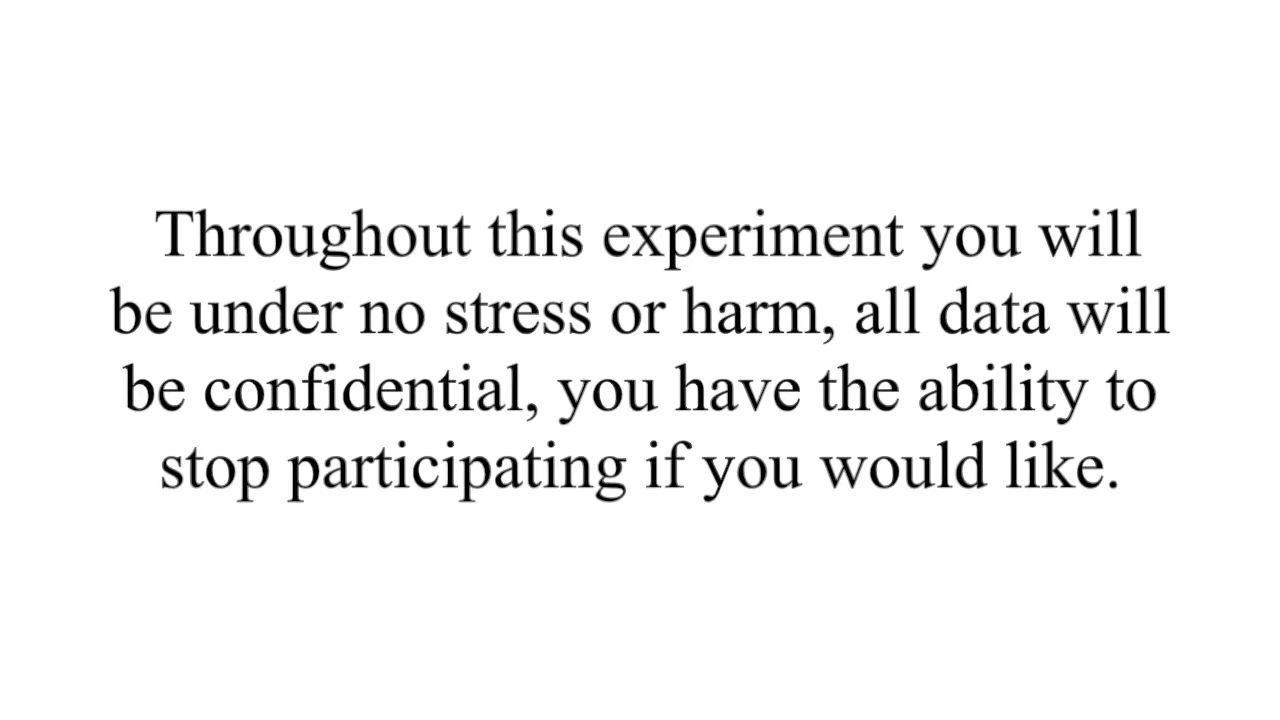 Throughout this experiment you will
be under no stress or harm, all data will
be confidential, you have the ability to
stop participating if you would like.